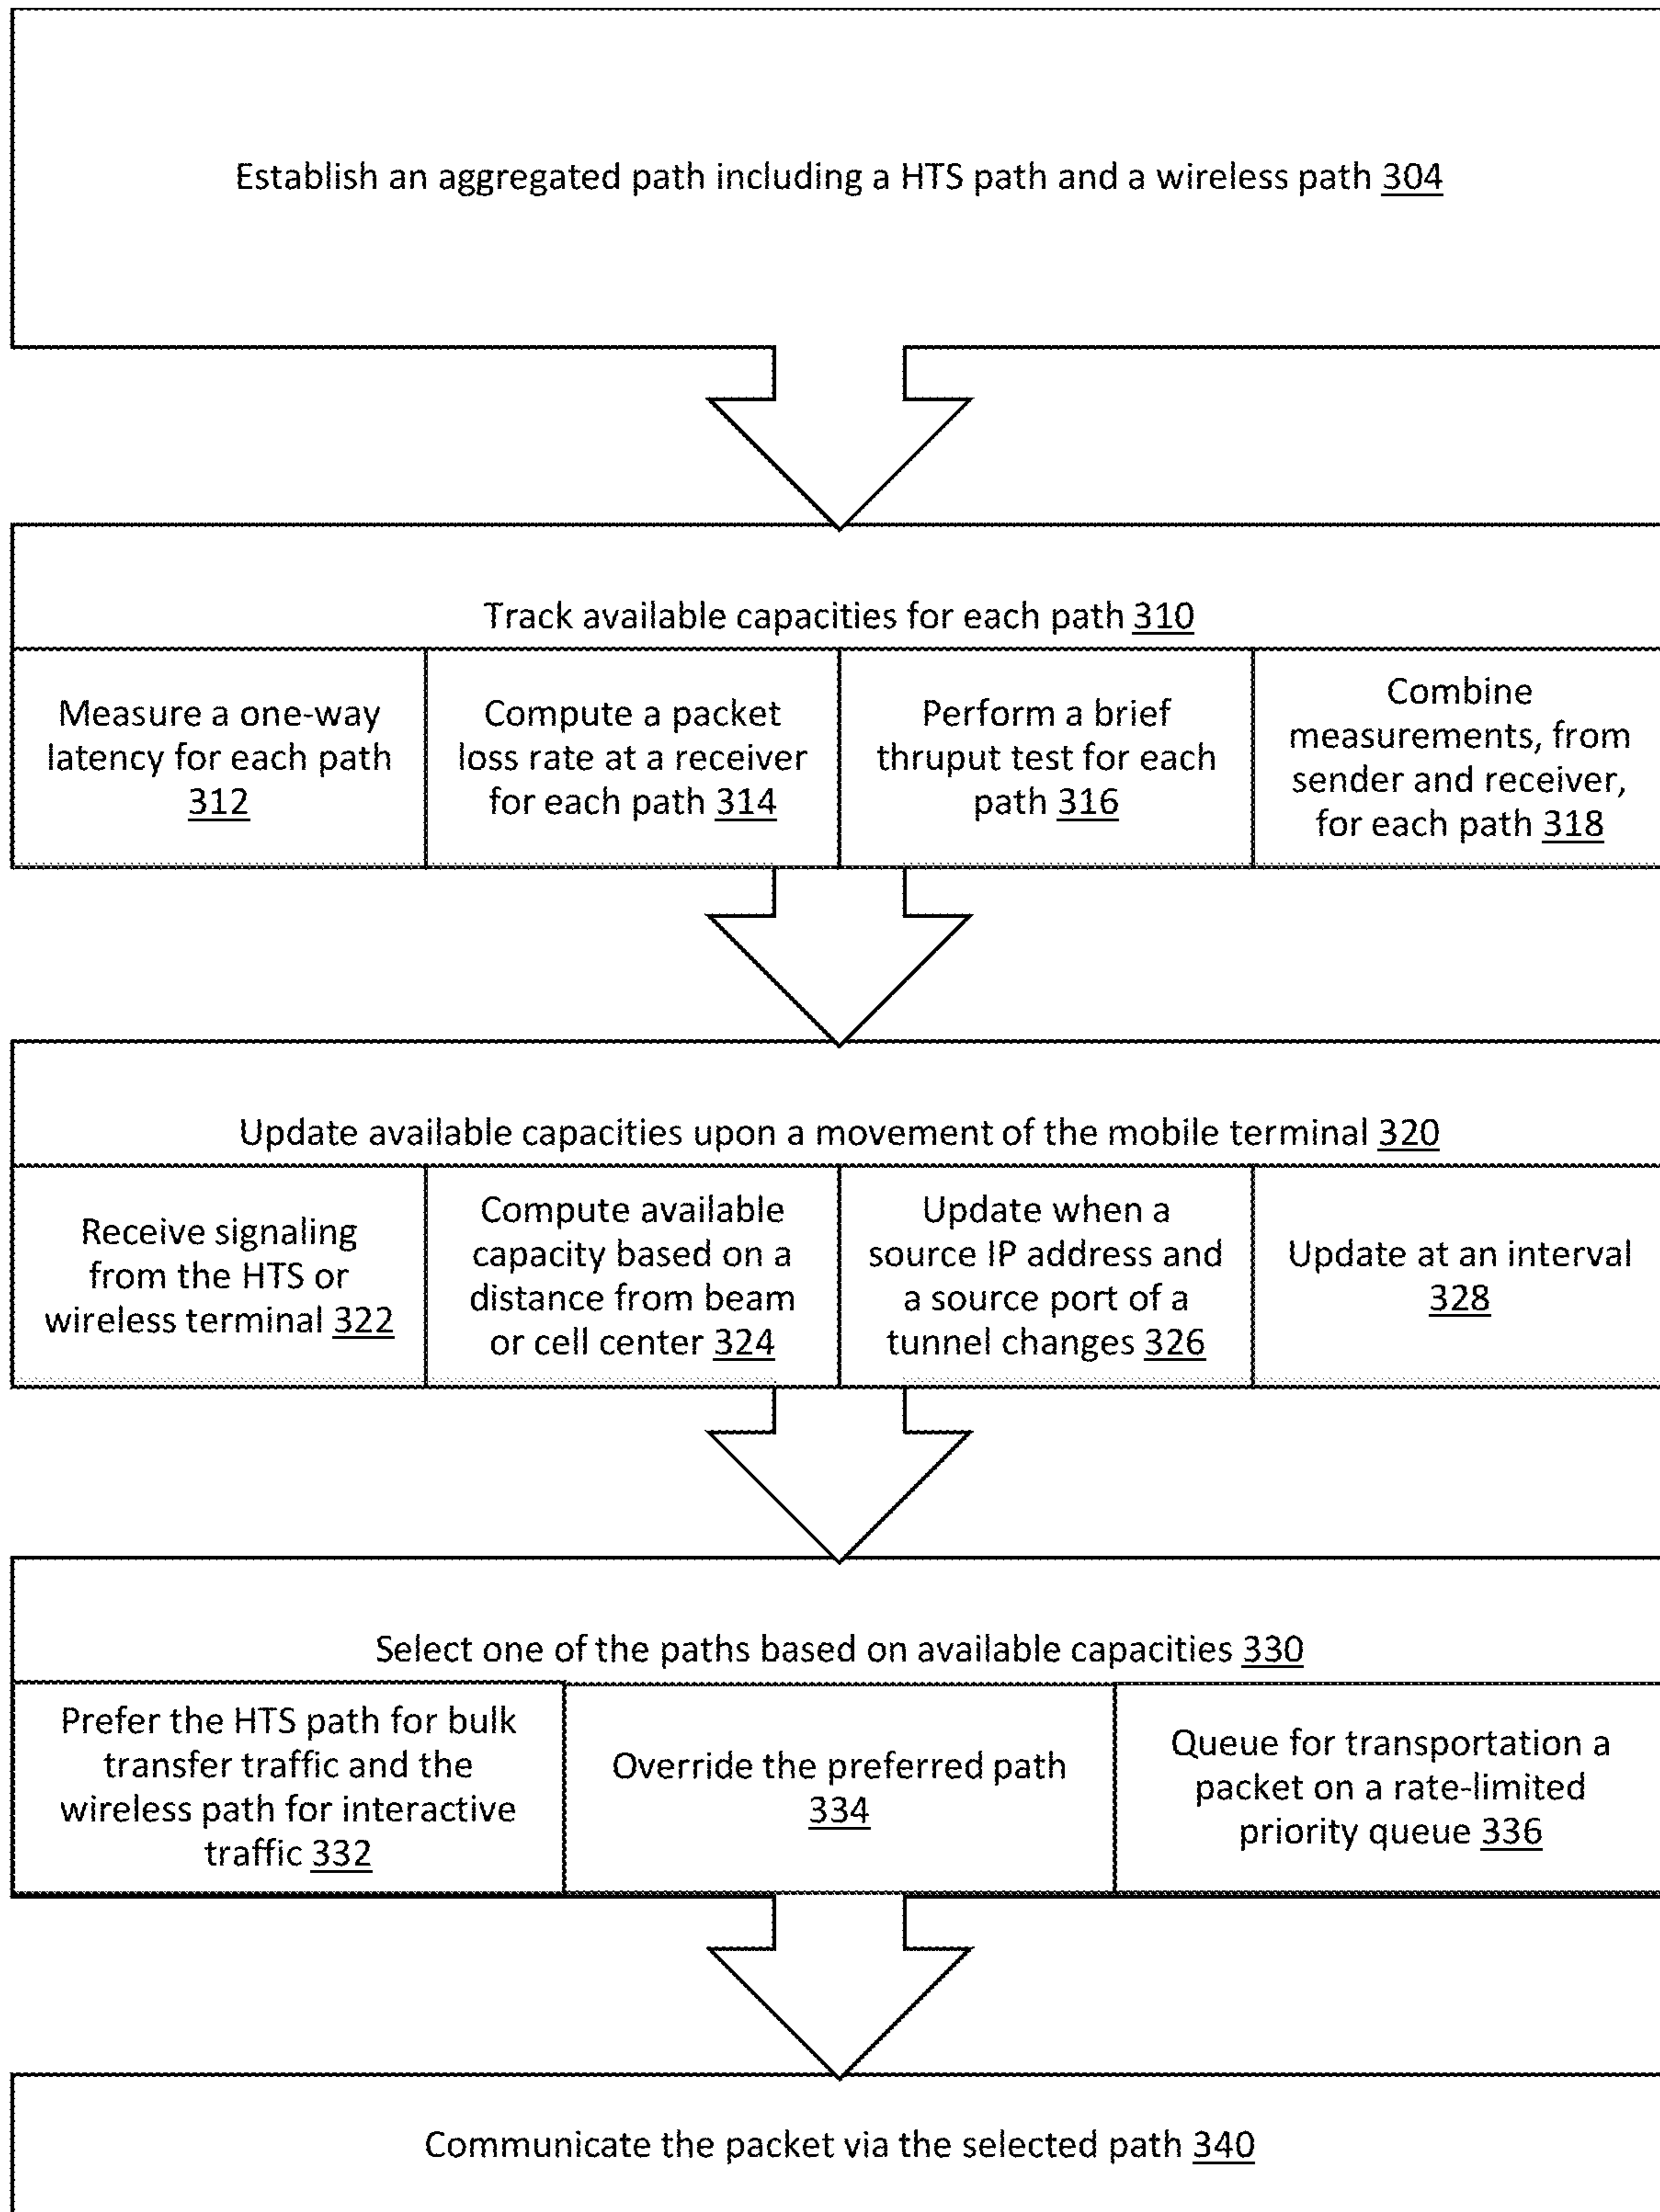 Establish an aggregated path including a HTS path and a wireless path 304
Track available capacities for each path 310
Measure a one-way
latency for each path
312
Compute a packet
loss rate at a receiver
for each path 314
Perform a brief
thruput test for each
path 316
Combine
measurements, from
sender and receiver,
for each path 318
Update available capacities upon a movement of the mobile terminal 320
Receive signaling
from the HTS or
wireless terminal 322
Compute available
capacity based on a
distance from beam
or cell center 324
Update when a
source IP address and
a source port of a
tunnel changes 326
Update at an interval
328
Select one of the paths based on available capacities 330
Prefer the HTS path for bulk
transfer traffic and the
wireless path for interactive
traffic 332
Override the preferred path
334
Queue for transportation a
packet on a rate-limited
priority queue 336
Communicate the packet via the selected path 340